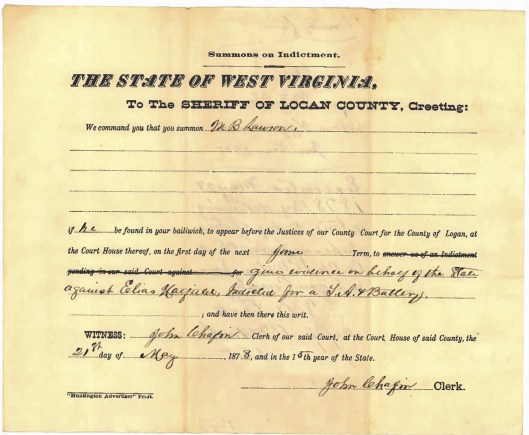 Summons on Indictment.
THE STATE OF WEST VIRGINIA,
To The SHERIFF OF LOGAN COUNTY, Greeting:
We command you that you summon M B Lawson.
if he be found in your bailiwick, to appear before the Justices of our County Court for the County of Logan, at
the Court House thereof, on the first day of the next June Term, to answer us of an Indictment
pending in our said Court against for give evidence on behalf of the State
against Elias Hatfield, Indicted for a & Battery.
; and have then there this writ.
WITNESS: John Chafin Clerk of our said Court, at the Court House of said County, the
21st day of May, 1878, and in the 15th year of the State.
John Chafin Clerk.
"Huntington Advertiser" Print.